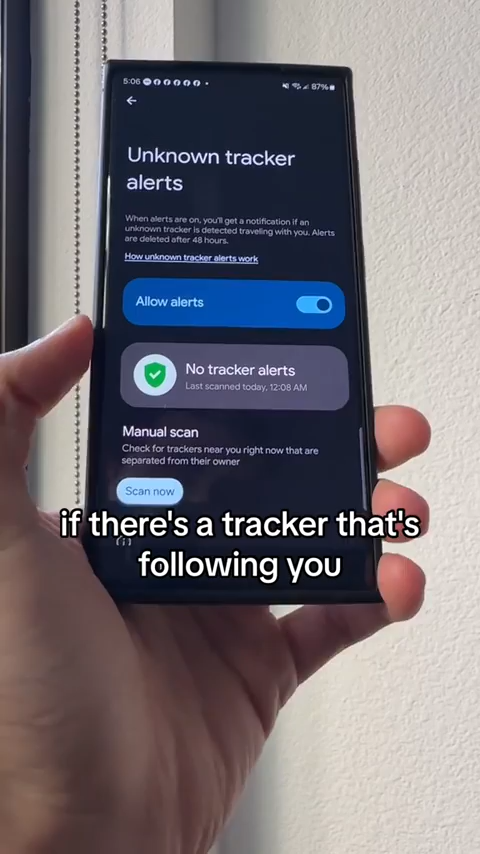 5:06
87%
Unknown tracker
alerts
When alerts are on, you'll get a notification if an
unknown tracker is detected traveling with you. Alerts
are deleted after 48 hours.
How unknown tracker alerts work
Allow alerts
No tracker alerts
Last scanned today, 12:08 AM
Manual scan
Check for trackers near you right now that are
separated from their owner
Scan now
if there's a tracker that's
following you